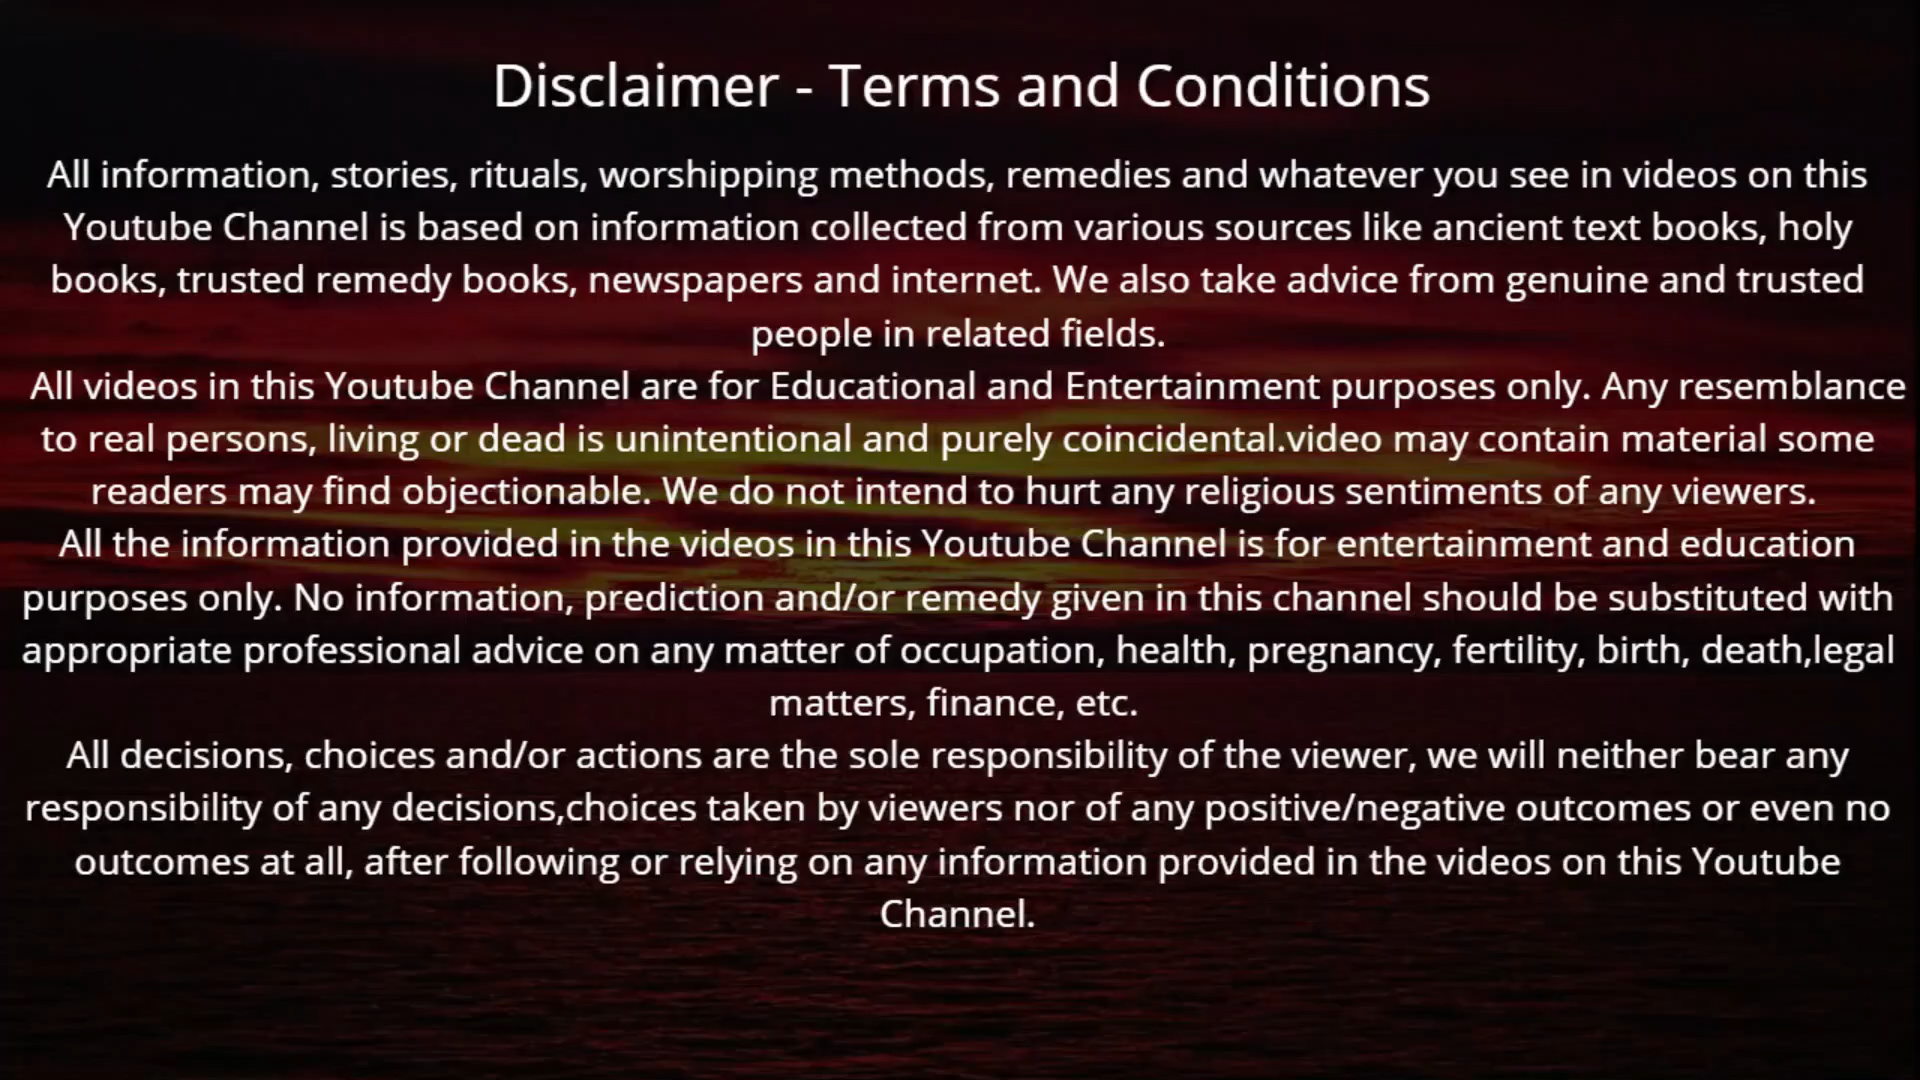 Disclaimer - Terms and Conditions
All information, stories, rituals, worshipping methods, remedies and whatever you see in videos on this
Youtube Channel is based on information collected from various sources like ancient text books, holy
books, trusted remedy books, newspapers and internet. We also take advice from genuine and trusted
people in related fields.
All videos in this Youtube Channel are for Educational and Entertainment purposes only. Any resemblance
to real persons, living or dead is unintentional and purely coincidental.video may contain material some
readers may find objectionable. We do not intend to hurt any religious sentiments of any viewers.
All the information provided in the videos in this Youtube Channel is for entertainment and education
purposes only. No information, prediction and/or remedy given in this channel should be substituted with
appropriate professional advice on any matter of occupation, health, pregnancy, fertility, birth, death,legal
matters, finance, etc.
All decisions, choices and/or actions are the sole responsibility of the viewer, we will neither bear any
responsibility of any decisions,choices taken by viewers nor of any positive/negative outcomes or even no
outcomes at all, after following or relying on any information provided in the videos on this Youtube
Channel.